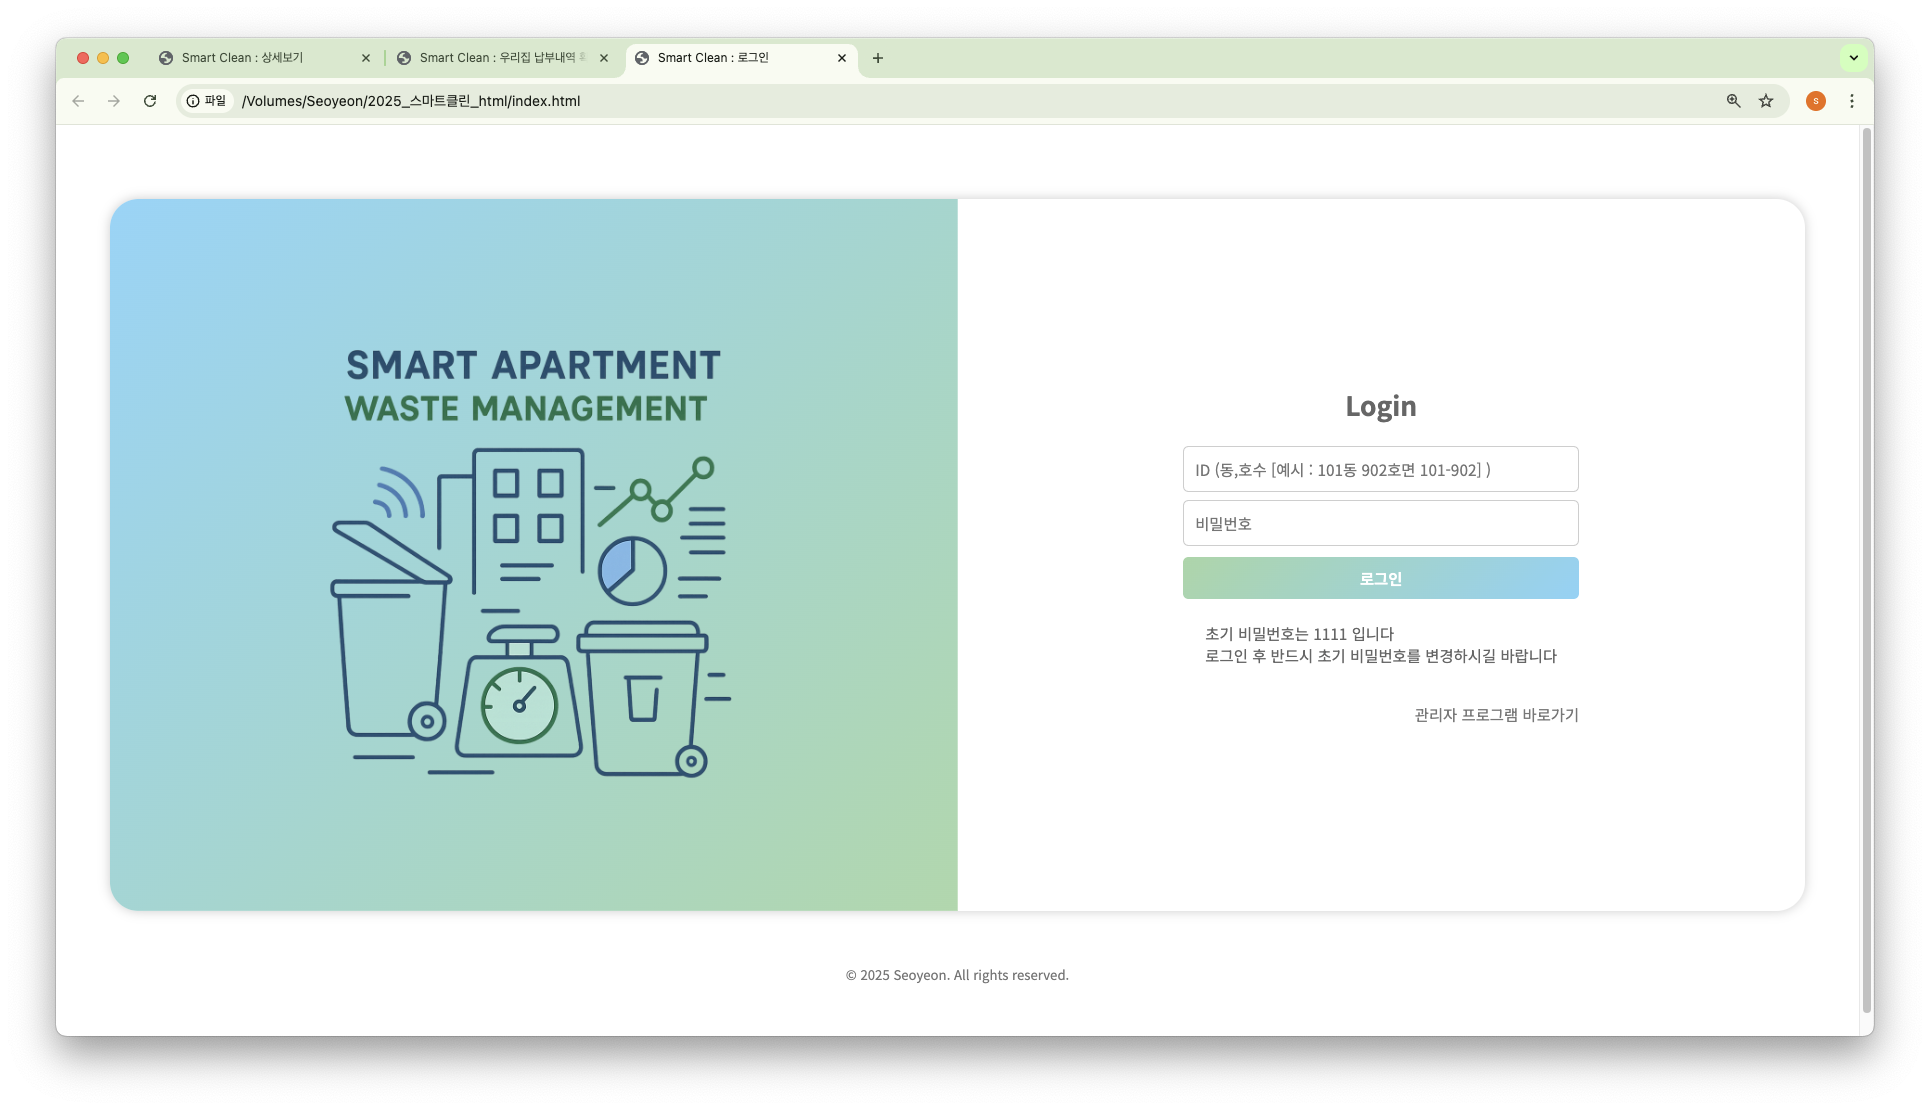 Smart Clean : 상세보기
Smart Clean : 우리집 납부내역
Smart Clean : 로그인
파일
/Volumes/Seoyeon/2025_스마트클린_html/index.html
s
SMART APARTMENT
WASTE MANAGEMENT
Login
ID (동,호수 [예시 : 101동 902호면 101-902] )
비밀번호
로그인
초기 비밀번호는 1111 입니다
로그인 후 반드시 초기 비밀번호를 변경하시길 바랍니다
관리자 프로그램 바로가기
© 2025 Seoyeon. All rights reserved.